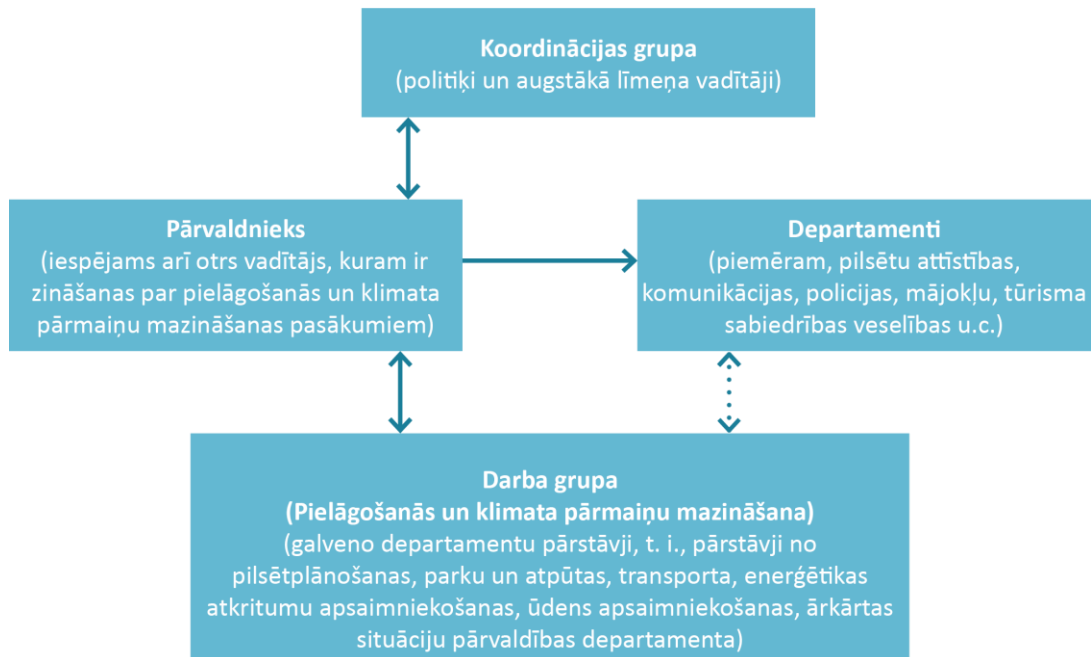 Koordinācijas grupa
(politiķi un augstākā līmeņa vadītāji)
Pārvaldnieks
(iespējams arī otrs vadītājs, kuram ir
zināšanas par pielāgošanās un klimata
pārmaiņu mazināšanas pasākumiem)
Departamenti
(piemēram, pilsētu attīstības,
komunikācijas, policijas, mājokļu, tūrisma
sabiedrības veselības u.c.)
Darba grupa
(Pielāgošanās un klimata pārmaiņu mazināšana)
(galveno departamentu pārstāvji, t. i., pārstāvji no
pilsētplānošanas, parku un atpūtas, transporta, enerģētikas
atkritumu apsaimniekošanas, ūdens apsaimniekošanas, ārkārtas
situāciju pārvaldības departamenta)